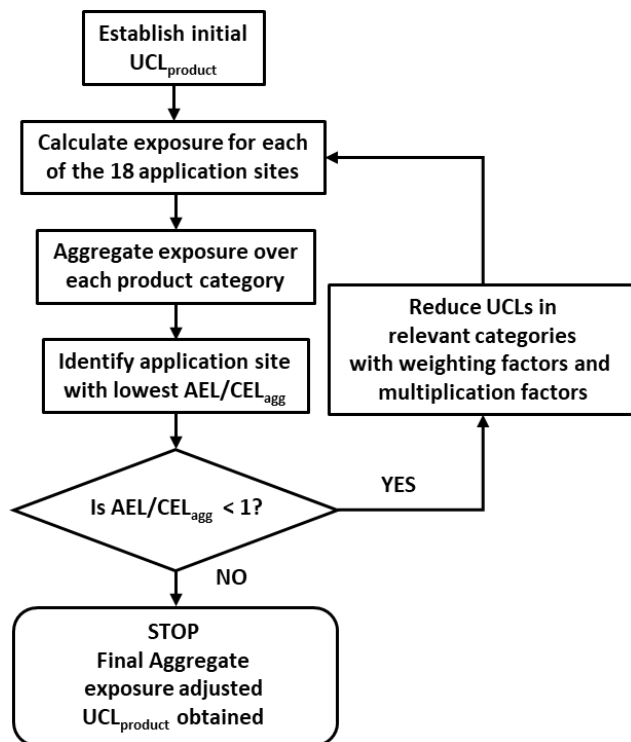 Establish initial
UCLproduct
Calculate exposure for each
of the 18 application sites
Aggregate exposure over
each product category
Identify application site
with lowest AEL/CELagg
Reduce UCLs in
relevant categories
with weighting factors and
multiplication factors
Is AEL/CELagg < 1?
YES
NO
STOP
Final Aggregate
exposure adjusted
UCLproduct obtained